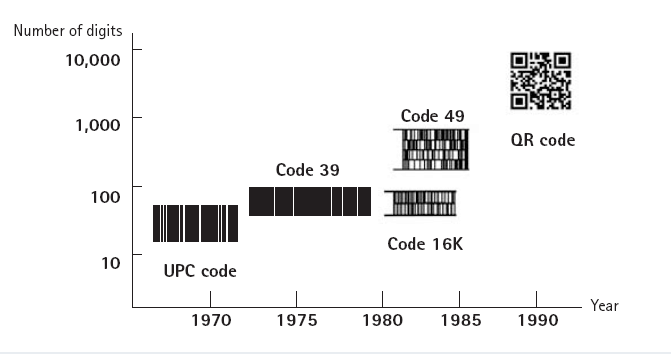 Number of digits
10,000
1,000
Code 49
QR code
Code 39
100
Code 16K
10
UPC code
Year
1970 1975 1980 1985 1990